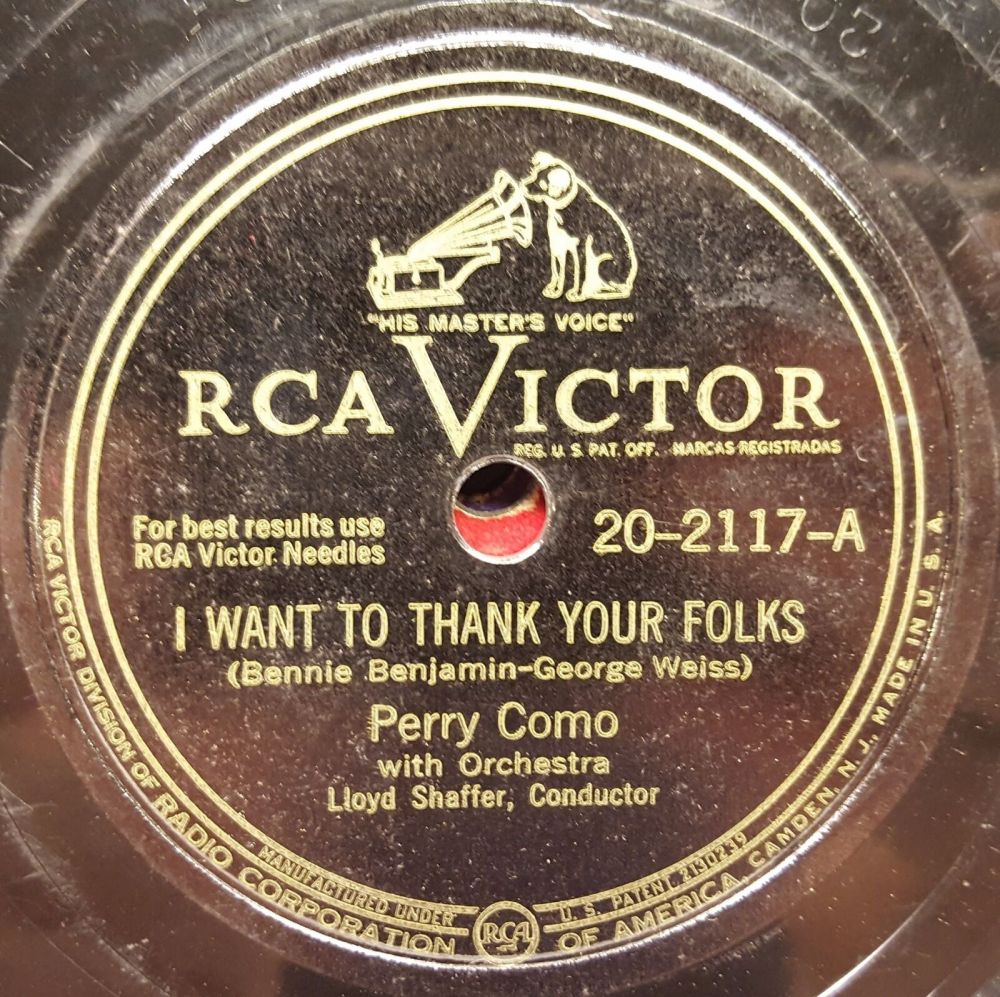 "HIS MASTER'S VOICE"
RCA VICTOR
REG. U. S. PAT. OFF. MARCAS REGISTRADAS
For best results use
RCA Victor Needles
20-2117-A
I WANT TO THANK YOUR FOLKS
(Bennie Benjamin-George Weiss)
Perry Como
with Orchestra
Lloyd Shaffer, Conductor
MANUFACTURED UNDER U. S. PATENT 2130239
RCA VICTOR DIVISION OF RADIO CORPORATION OF AMERICA, CAMDEN, N. J., MADE IN U. S. A.
RCA